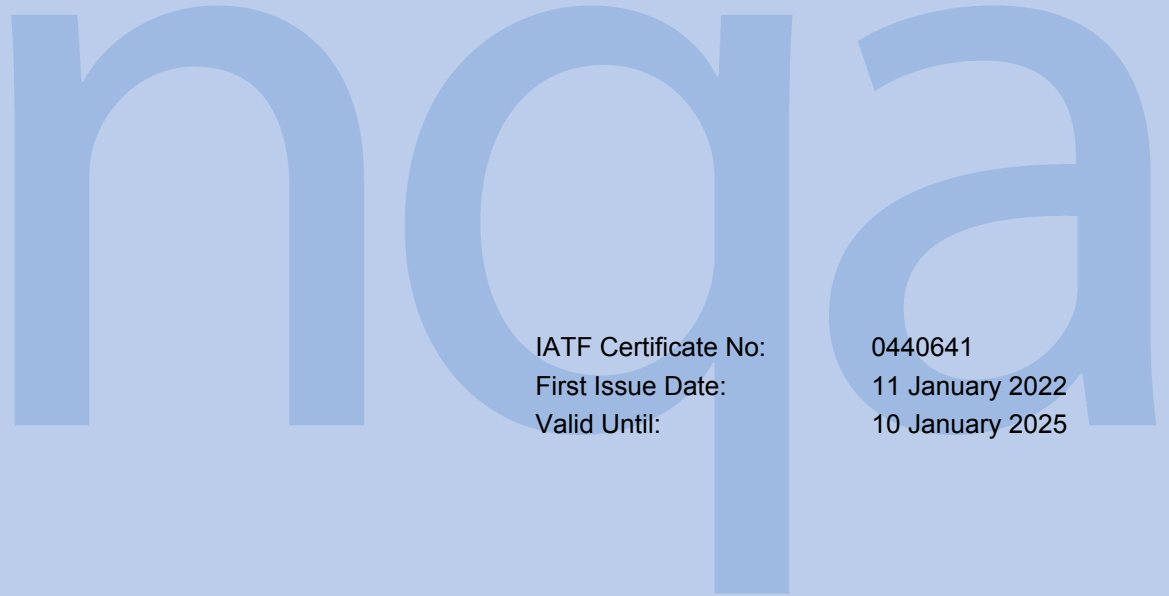 nqa
IATF Certificate No: 0440641
First Issue Date: 11 January 2022
Valid Until: 10 January 2025